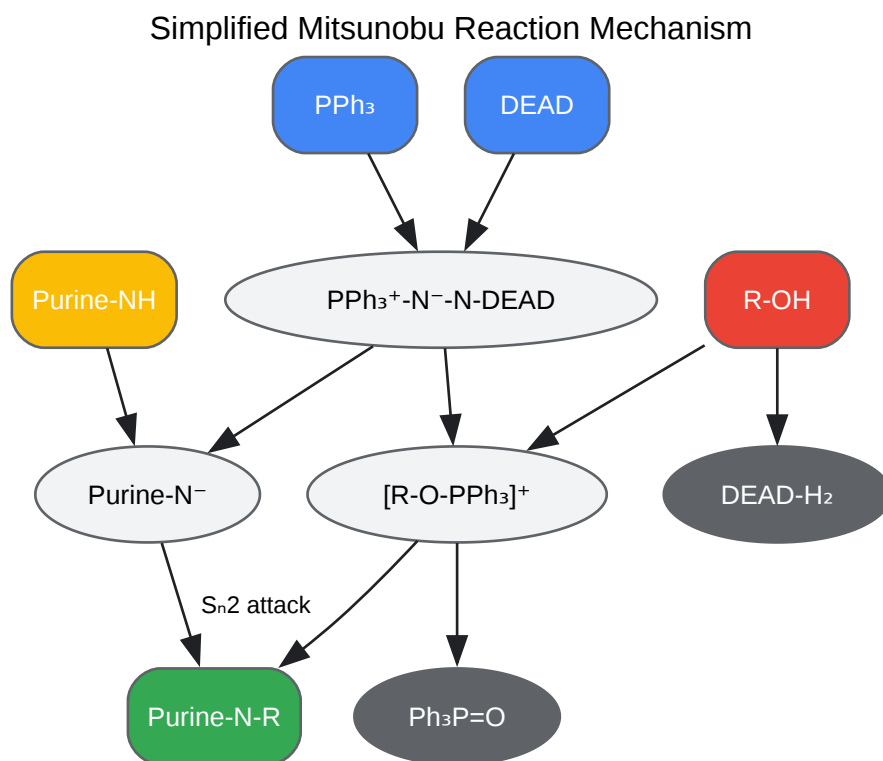 Simplified Mitsunobu Reaction Mechanism
PPh₃
DEAD
Purine-NH
PPh₃⁺-N⁻-N-DEAD
R-OH
Purine-N⁻
[R-O-PPh₃]⁺
DEAD-H₂
Sₙ2 attack
Purine-N-R
Ph₃P=O